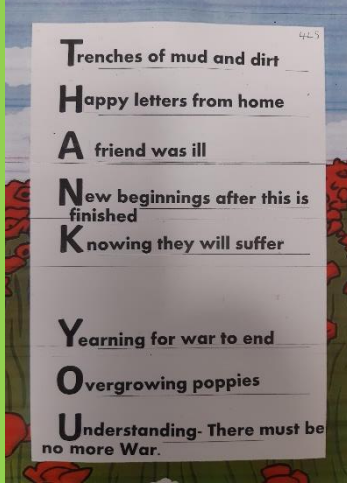 4LS
Trenches of mud and dirt
Happy letters from home
A friend was ill
New beginnings after this is
finished
Knowing they will suffer
Yearning for war to end
Overgrowing poppies
Understanding- There must be
no more War.